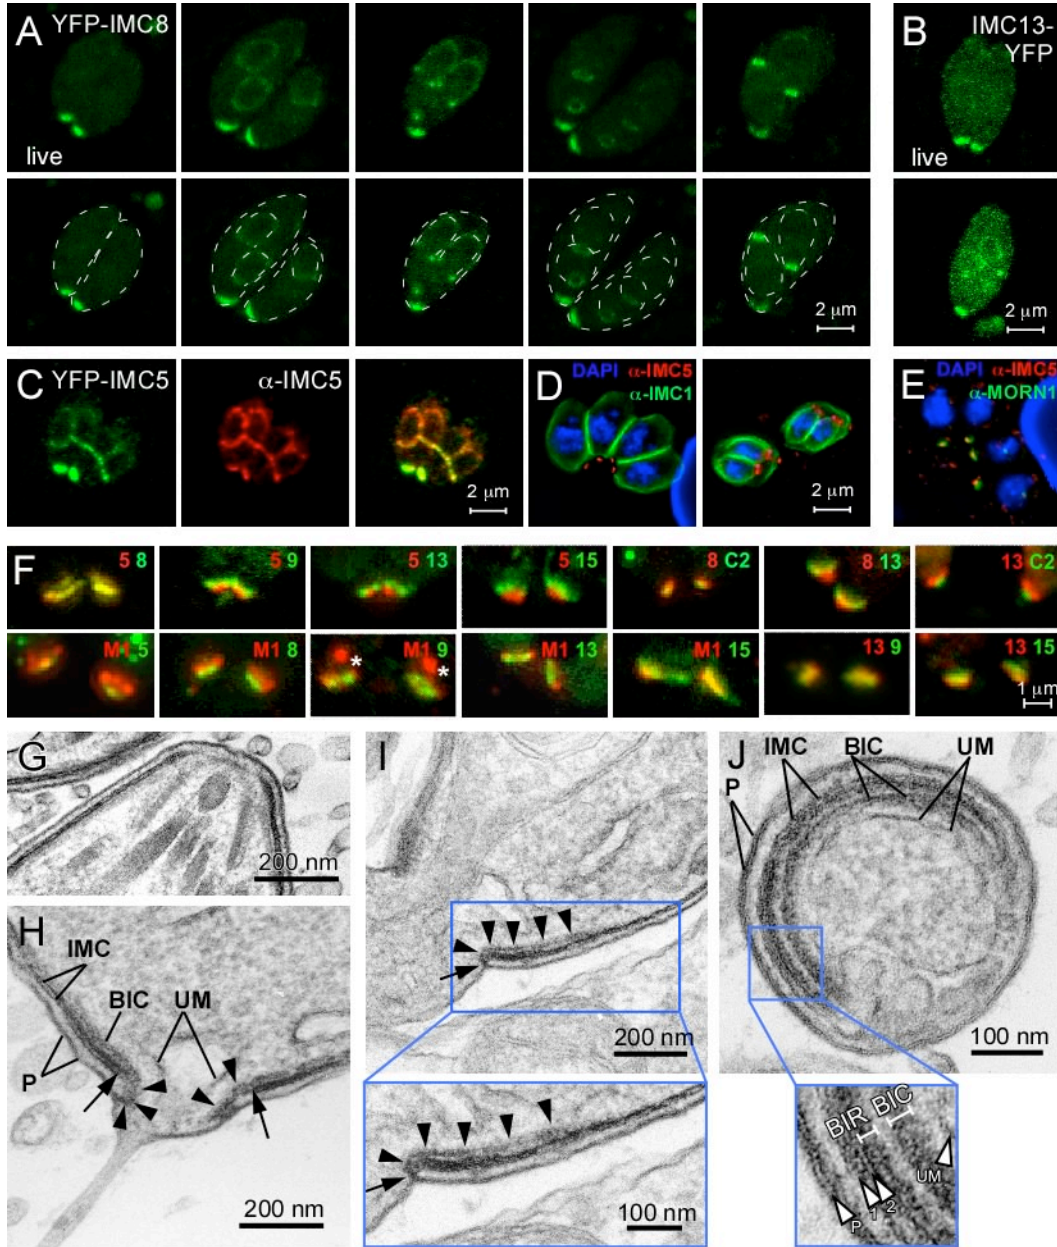 A YFP-IMC8
live
2 µm
B IMC13-
YFP
live
2 µm
C YFP-IMC5
α-IMC5
2 µm
D DAPI α-IMC5
α-IMC1
2 µm
E DAPI α-IMC5
α-MORN1
F 5 8
5 9
5 13
5 15
8 C2
8 13
13 C2
M1 5
M1 8
M1 9
* *
M1 13
M1 15
13 9
13 15
1 µm
G
200 nm
H
IMC
BIC
UM
P
200 nm
I
200 nm
100 nm
J
IMC BIC UM
P
100 nm
BIR BIC
UM
P 1 2